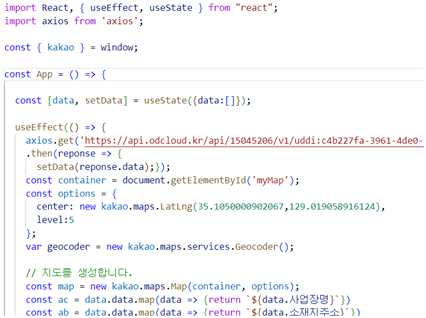 import React, { useEffect, useState } from "react";
import axios from 'axios';
const { kakao } = window;
const App = () => {
const [data, setData] = useState({data:[]});
useEffect(() => {
axios.get('https://api.odcloud.kr/api/15045206/v1/uddi:c4b227fa-3961-4de0-
.then(reponse => {
setData(reponse.data);});
const container = document.getElementById('myMap');
const options = {
center: new kakao.maps.LatLng(35.1050000902067,129.019058916124),
level:5
};
var geocoder = new kakao.maps.services.Geocoder();
// 지도를 생성합니다.
const map = new kakao.maps.Map(container, options);
const ac = data.data.map(data => {return `${data.사업장명}`})
const ab = data.data.map(data => {return `${data.소재지주소}`})